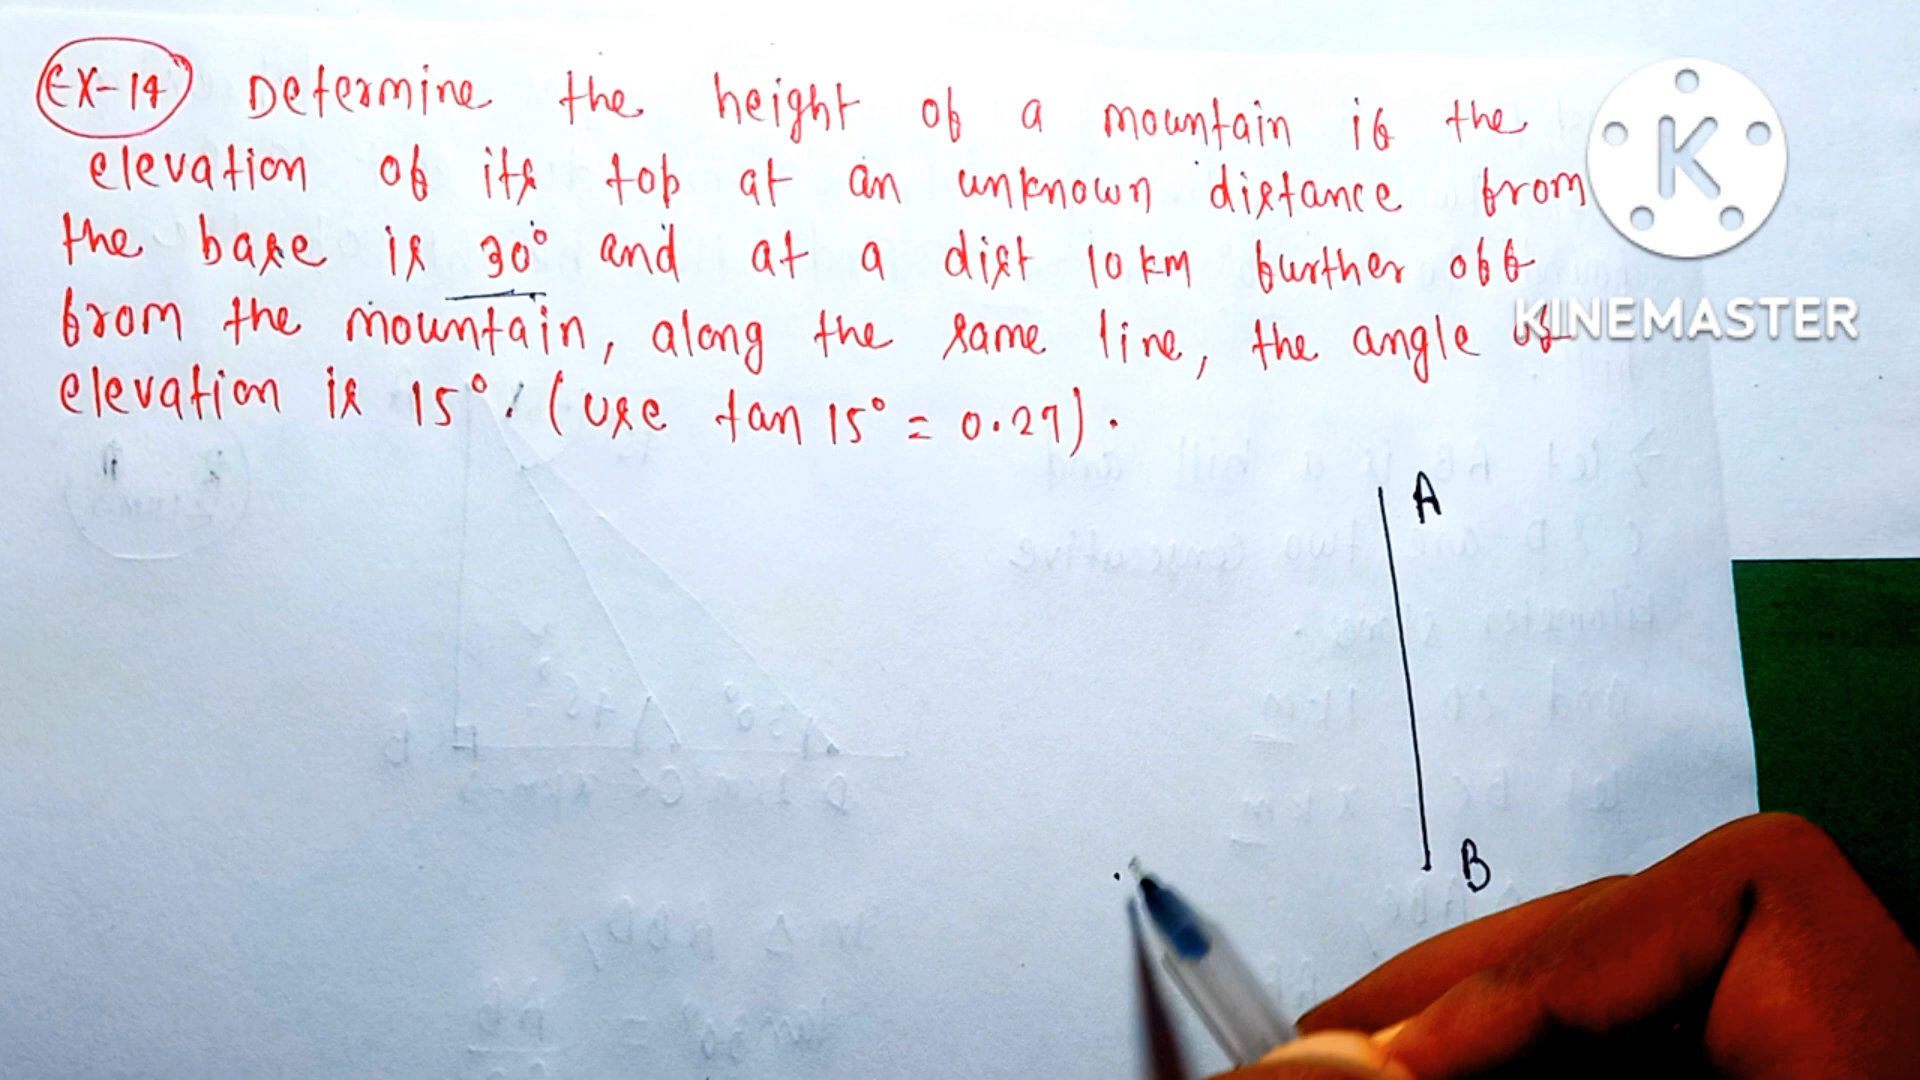 EX-14 Determine the height of a mountain if the
elevation of its top at an unknown distance from
the base is 30° and at a dist 10 km further off
from the mountain, along the same line, the angle of
elevation is 15°. (use tan 15° = 0.27).
K
KINEMASTER
A
B